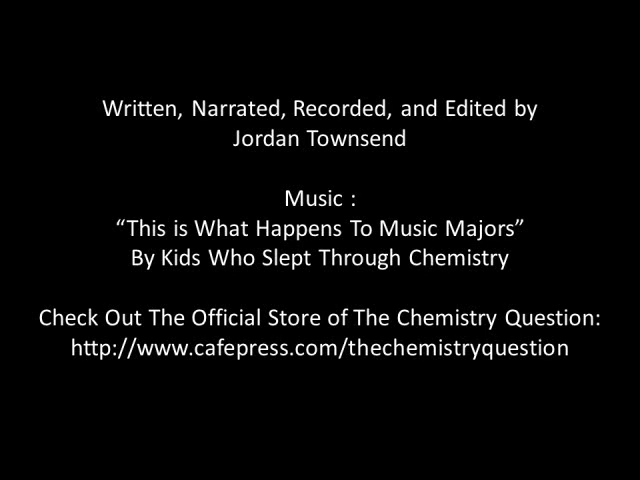 Written, Narrated, Recorded, and Edited by
Jordan Townsend
Music :
“This is What Happens To Music Majors”
By Kids Who Slept Through Chemistry
Check Out The Official Store of The Chemistry Question:
http://www.cafepress.com/thechemistryquestion